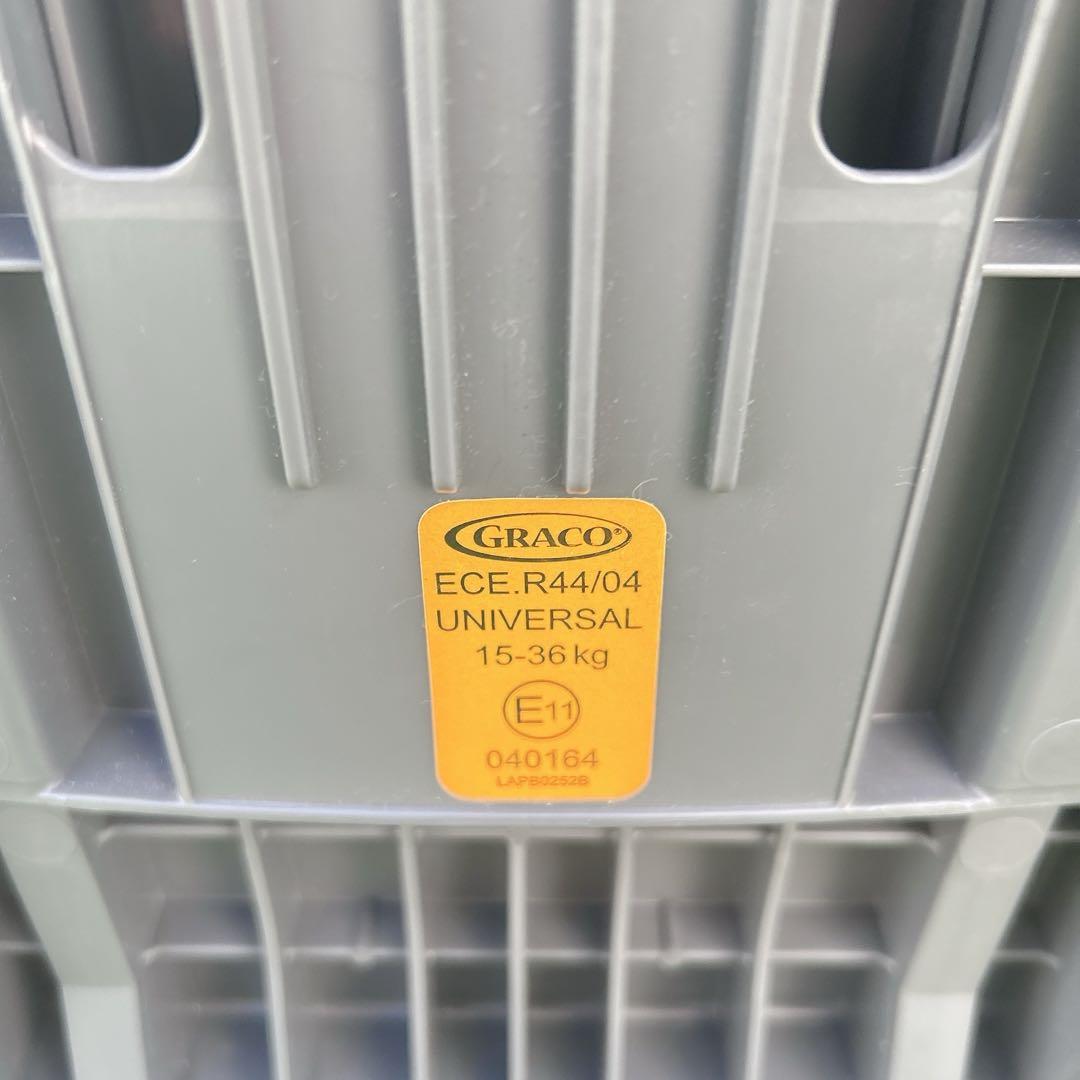 GRACO®
ECE.R44/04
UNIVERSAL
15-36 kg
E11
040164
LAPB0252B